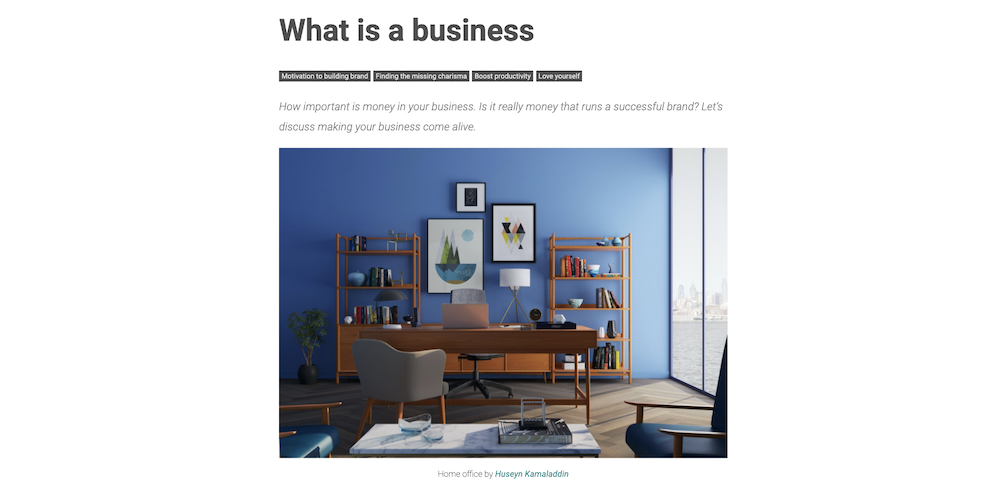 What is a business
Motivation to building brand Finding the missing charisma Boost productivity Love yourself
How important is money in your business. Is it really money that runs a successful brand? Let's
discuss making your business come alive.
Home office by Huseyn Kamaladdin